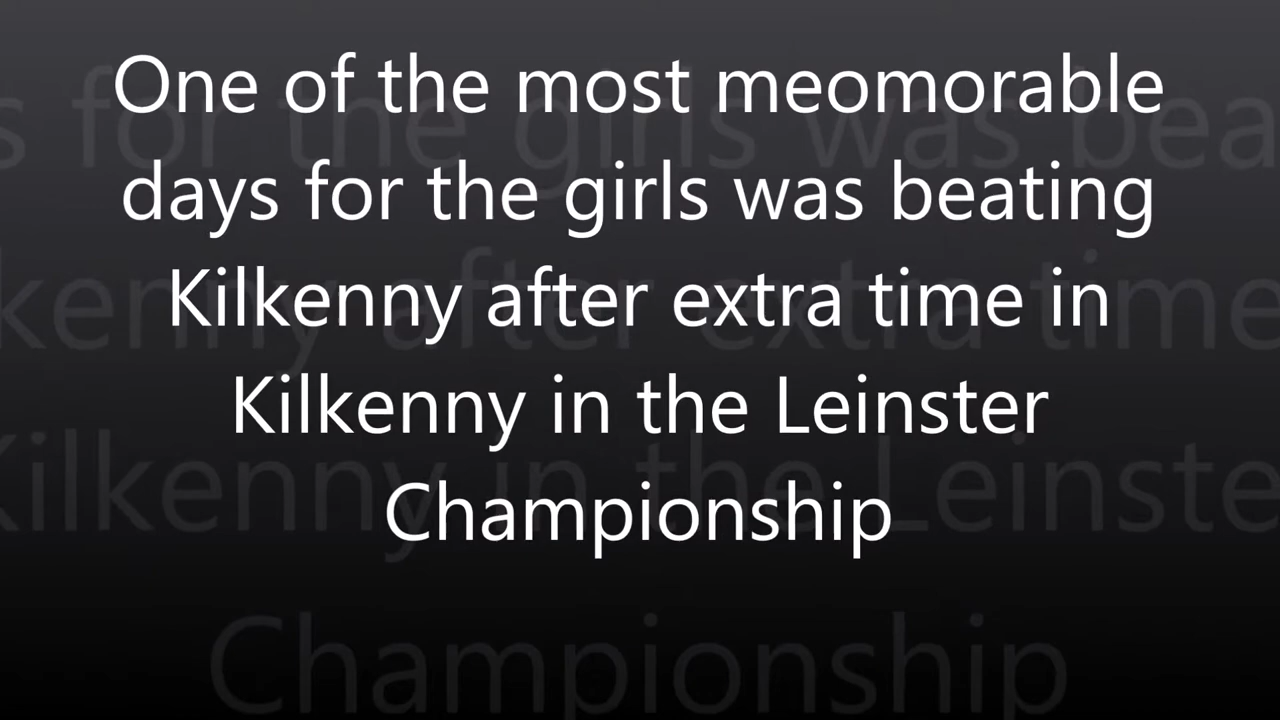 One of the most meomorable
days for the girls was beating
Kilkenny after extra time in
Kilkenny in the Leinster
Championship